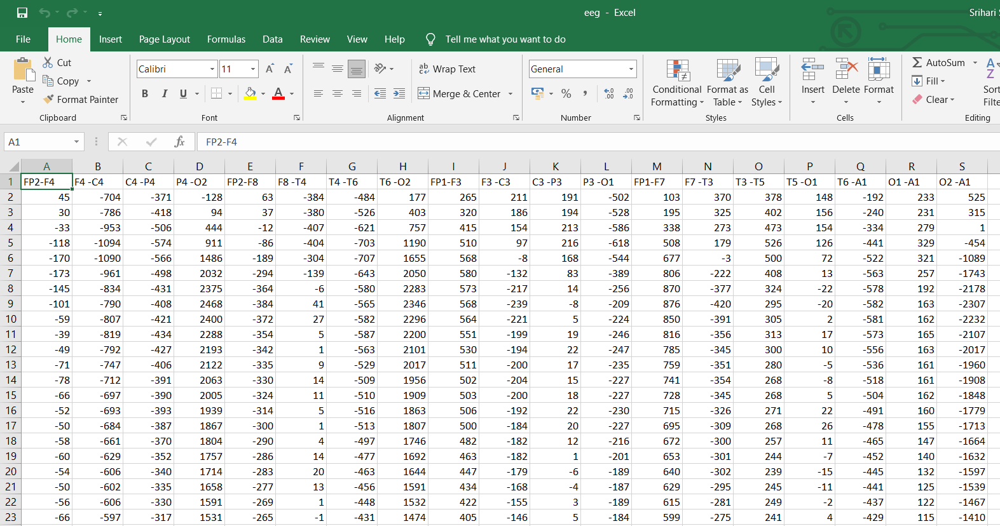 eeg - Excel
Srihari S
File Home Insert Page Layout Formulas Data Review View Help Tell me what you want to do
Paste
Cut
Copy
Format Painter
Clipboard
Calibri 11 A A
B I U A
Font
ab Wrap Text
Merge & Center
Alignment
General
% , .00 .00
Number
Conditional Formatting
Format as Table
Cell Styles
Styles
Insert Delete Format
Cells
AutoSum
Fill
Clear
Sort
Filte
Editing
A1 fx FP2-F4
A B C D E F G H I J K L M N O P Q R S
1 FP2-F4 F4 -C4 C4 -P4 P4 -O2 FP2-F8 F8 -T4 T4 -T6 T6 -O2 FP1-F3 F3 -C3 C3 -P3 P3 -O1 FP1-F7 F7 -T3 T3 -T5 T5 -O1 T6 -A1 O1 -A1 O2 -A1
2 45 -704 -371 -128 63 -384 -484 177 265 211 191 -502 103 370 378 148 -192 233 525
3 30 -786 -418 94 37 -380 -526 403 320 186 194 -528 195 325 402 156 -240 231 315
4 -33 -953 -506 444 -12 -407 -621 757 415 154 213 -586 338 273 473 154 -334 279 1
5 -118 -1094 -574 911 -86 -404 -703 1190 510 97 216 -618 508 179 526 126 -441 329 -454
6 -170 -1090 -566 1486 -189 -304 -707 1655 568 -8 168 -544 677 -3 500 72 -522 321 -1089
7 -173 -961 -498 2032 -294 -139 -643 2050 580 -132 83 -389 806 -222 408 13 -563 257 -1743
8 -145 -834 -431 2375 -364 -6 -580 2283 573 -217 14 -256 870 -377 324 -22 -578 192 -2178
9 -101 -790 -408 2468 -384 41 -565 2346 568 -239 -8 -209 876 -420 295 -20 -582 163 -2307
10 -59 -807 -421 2400 -372 27 -582 2296 564 -221 5 -224 850 -391 305 2 -581 162 -2232
11 -39 -819 -434 2288 -354 5 -587 2200 551 -199 19 -246 816 -356 313 17 -573 165 -2107
12 -49 -792 -427 2193 -342 1 -563 2101 530 -194 22 -247 785 -345 300 10 -556 163 -2017
13 -71 -747 -406 2122 -335 9 -529 2017 511 -200 17 -235 759 -351 280 -5 -536 161 -1960
14 -78 -712 -391 2063 -330 14 -509 1956 502 -204 15 -227 741 -354 268 -8 -518 161 -1908
15 -66 -697 -390 2005 -324 11 -510 1909 503 -200 18 -227 728 -345 268 5 -504 162 -1848
16 -52 -693 -393 1939 -314 5 -516 1863 506 -192 22 -230 715 -326 271 22 -491 160 -1779
17 -50 -684 -387 1867 -300 1 -513 1807 500 -184 20 -227 695 -309 268 26 -478 155 -1713
18 -58 -661 -370 1804 -290 4 -497 1746 482 -182 12 -216 672 -300 257 11 -465 147 -1664
19 -60 -629 -352 1757 -286 14 -477 1692 463 -182 1 -201 653 -301 244 -7 -452 140 -1632
20 -54 -606 -340 1714 -283 20 -463 1644 447 -179 -6 -189 640 -302 239 -15 -445 132 -1597
21 -50 -602 -335 1658 -277 13 -456 1591 434 -168 -4 -187 629 -295 245 -11 -441 125 -1539
22 -56 -606 -330 1591 -269 1 -448 1532 422 -155 3 -189 615 -281 249 -2 -437 122 -1467
23 -66 -597 -317 1531 -265 -1 -431 1474 405 -146 5 -184 599 -275 241 4 -429 115 -1410